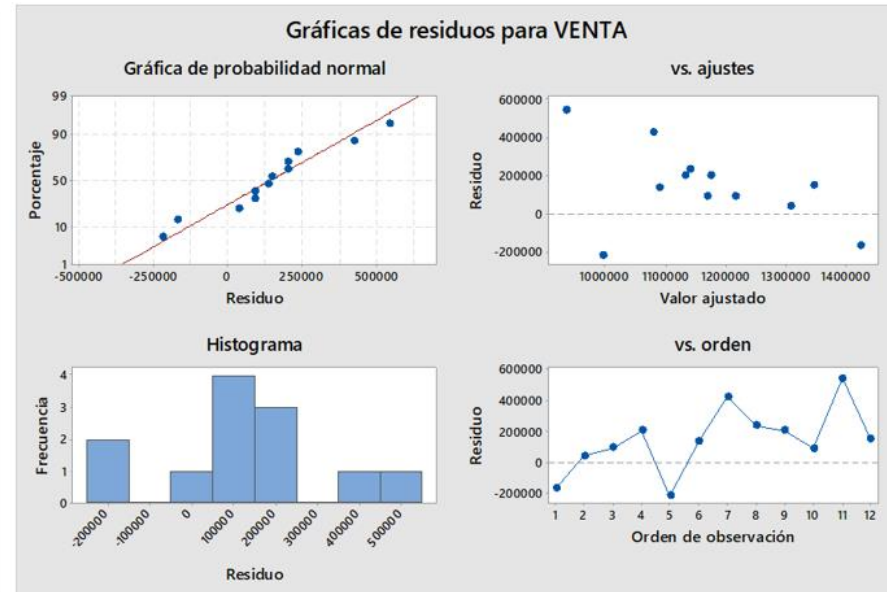 Gráficas de residuos para VENTA
Gráfica de probabilidad normal
99
90
50
10
1
Porcentaje
-500000 -250000 0 250000 500000
Residuo
vs. ajustes
600000
400000
200000
0
-200000
Residuo
1000000 1100000 1200000 1300000 1400000
Valor ajustado
Histograma
4
3
2
1
0
Frecuencia
-200000 -100000 0 100000 200000 300000 400000 500000
Residuo
vs. orden
600000
400000
200000
0
-200000
Residuo
1 2 3 4 5 6 7 8 9 10 11 12
Orden de observación